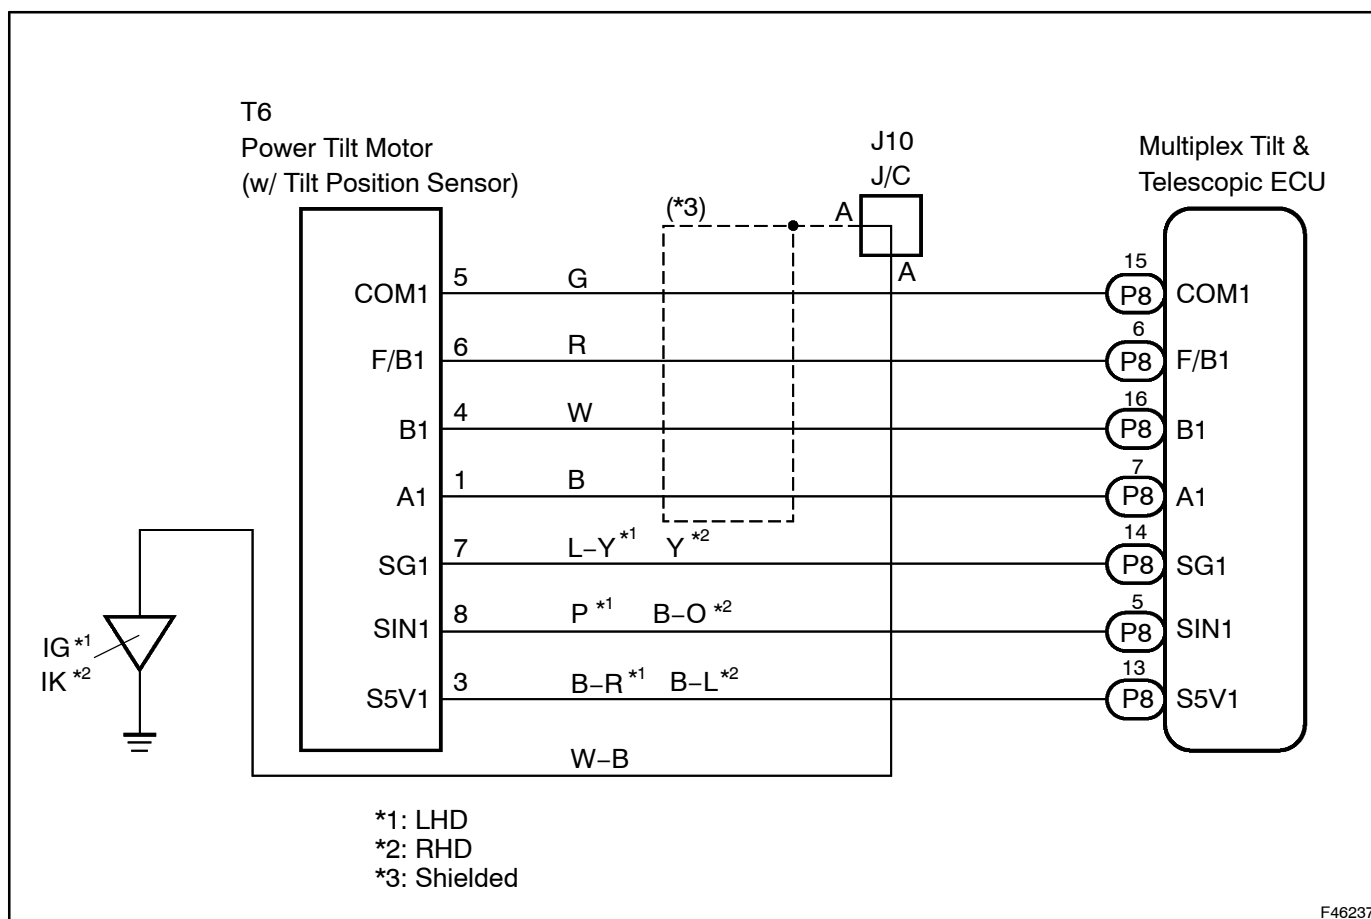 T6
Power Tilt Motor
(w/ Tilt Position Sensor)
J10
J/C
Multiplex Tilt &
Telescopic ECU
(*3)
A
A
COM1
5
G
15
P8
COM1
F/B1
6
R
6
P8
F/B1
B1
4
W
16
P8
B1
A1
1
B
7
P8
A1
SG1
7
L–Y *1
Y *2
14
P8
SG1
SIN1
8
P *1
B–O *2
5
P8
SIN1
S5V1
3
B–R *1
B–L *2
13
P8
S5V1
IG *1
IK *2
W–B
*1: LHD
*2: RHD
*3: Shielded
F46237